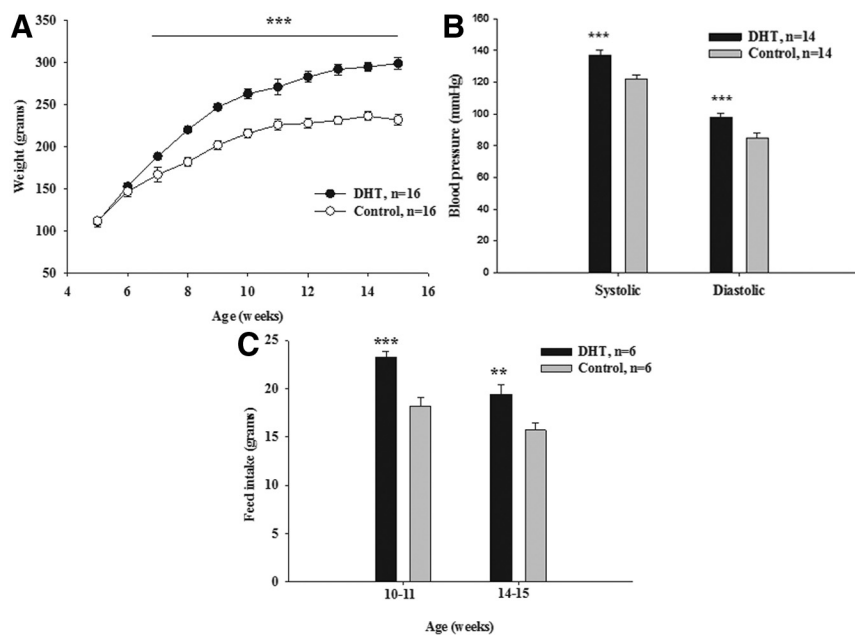 A
***
350
300
250
200
150
100
50
Weight (grams)
DHT, n=16
Control, n=16
4 6 8 10 12 14 16
Age (weeks)
B
160
140
120
100
80
60
40
20
0
Blood pressure (mmHg)
***
***
DHT, n=14
Control, n=14
Systolic Diastolic
C
25
20
15
10
5
0
Feed intake (grams)
***
**
DHT, n=6
Control, n=6
10-11 14-15
Age (weeks)